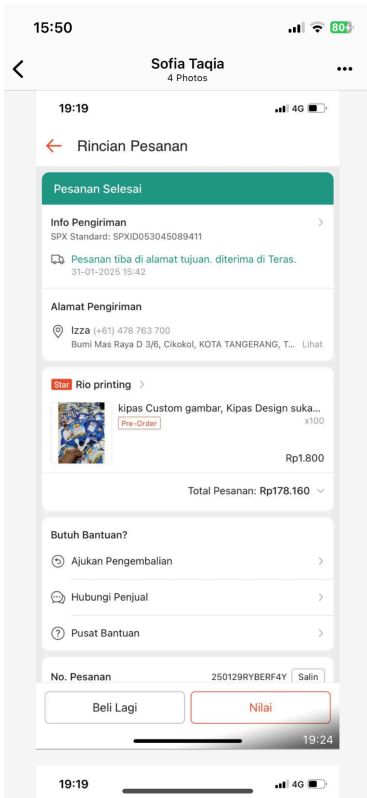 15:50
80
Sofia Taqia
4 Photos
19:19
4G
Rincian Pesanan
Pesanan Selesai
Info Pengiriman
SPX Standard: SPXID053045089411
Pesanan tiba di alamat tujuan. diterima di Teras.
31-01-2025 15:42
Alamat Pengiriman
Izza (+61) 478 763 700
Bumi Mas Raya D 3/6, Cikokol, KOTA TANGERANG, T... Lihat
Star Rio printing
kipas Custom gambar, Kipas Design suka...
Pre-Order x100
Rp1.800
Total Pesanan: Rp178.160
Butuh Bantuan?
Ajukan Pengembalian
Hubungi Penjual
Pusat Bantuan
No. Pesanan 250129RYBERF4Y Salin
Beli Lagi Nilai
19:24
19:19
4G